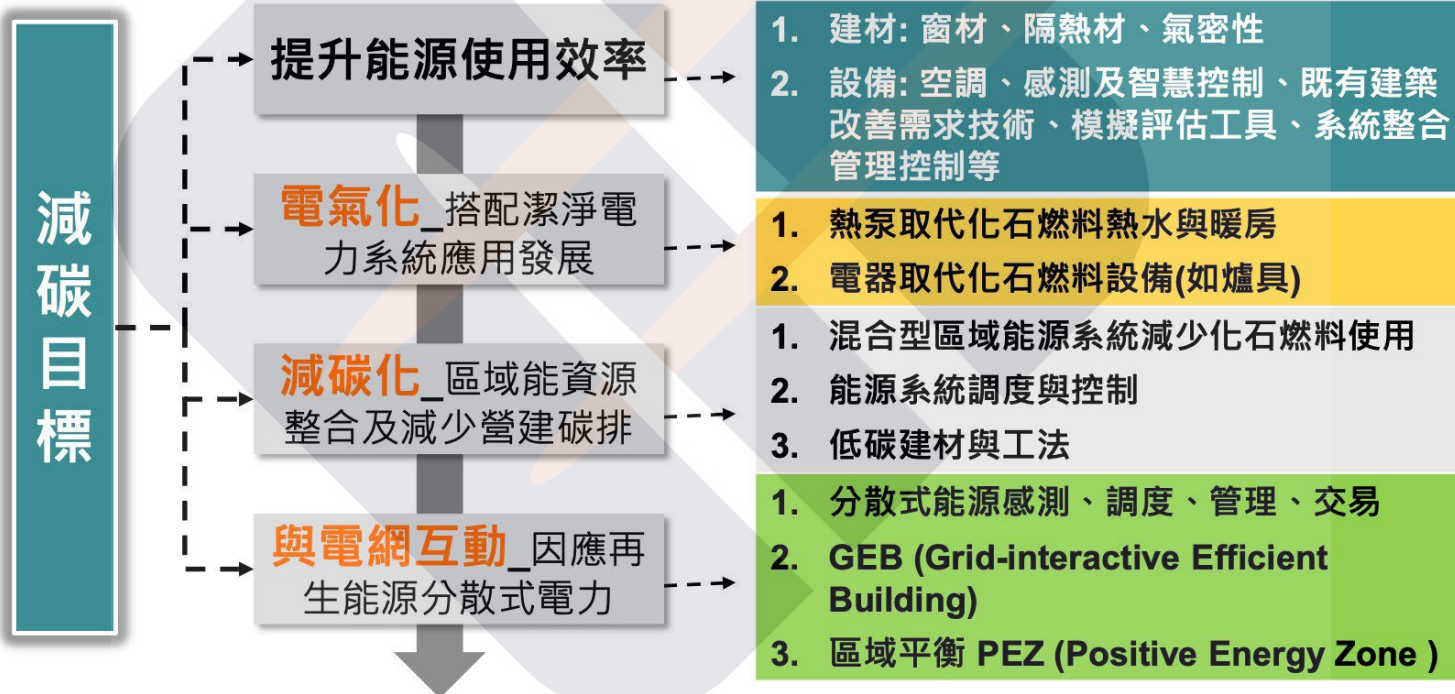 減碳目標
提升能源使用效率
1. 建材: 窗材、隔熱材、氣密性
2. 設備: 空調、感測及智慧控制、既有建築
改善需求技術、模擬評估工具、系統整合
管理控制等
電氣化_搭配潔淨電
力系統應用發展
1. 熱泵取代化石燃料熱水與暖房
2. 電器取代化石燃料設備(如爐具)
減碳化_區域能資源
整合及減少營建碳排
1. 混合型區域能源系統減少化石燃料使用
2. 能源系統調度與控制
3. 低碳建材與工法
與電網互動_因應再
生能源分散式電力
1. 分散式能源感測、調度、管理、交易
2. GEB (Grid-interactive Efficient
Building)
3. 區域平衡 PEZ (Positive Energy Zone )